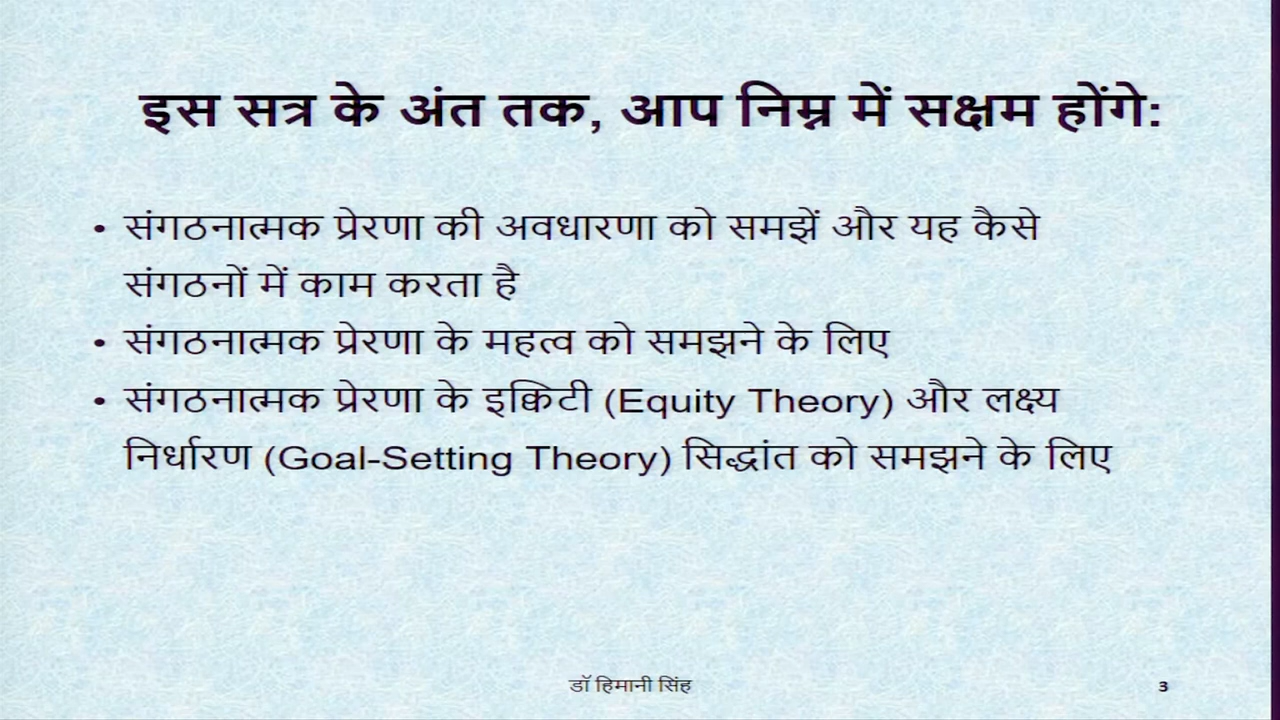 इस सत्र के अंत तक, आप निम्न में सक्षम होंगे:
• संगठनात्मक प्रेरणा की अवधारणा को समझें और यह कैसे
संगठनों में काम करता है
• संगठनात्मक प्रेरणा के महत्व को समझने के लिए
• संगठनात्मक प्रेरणा के इक्विटी (Equity Theory) और लक्ष्य
निर्धारण (Goal-Setting Theory) सिद्धांत को समझने के लिए
डॉ हिमानी सिंह
3